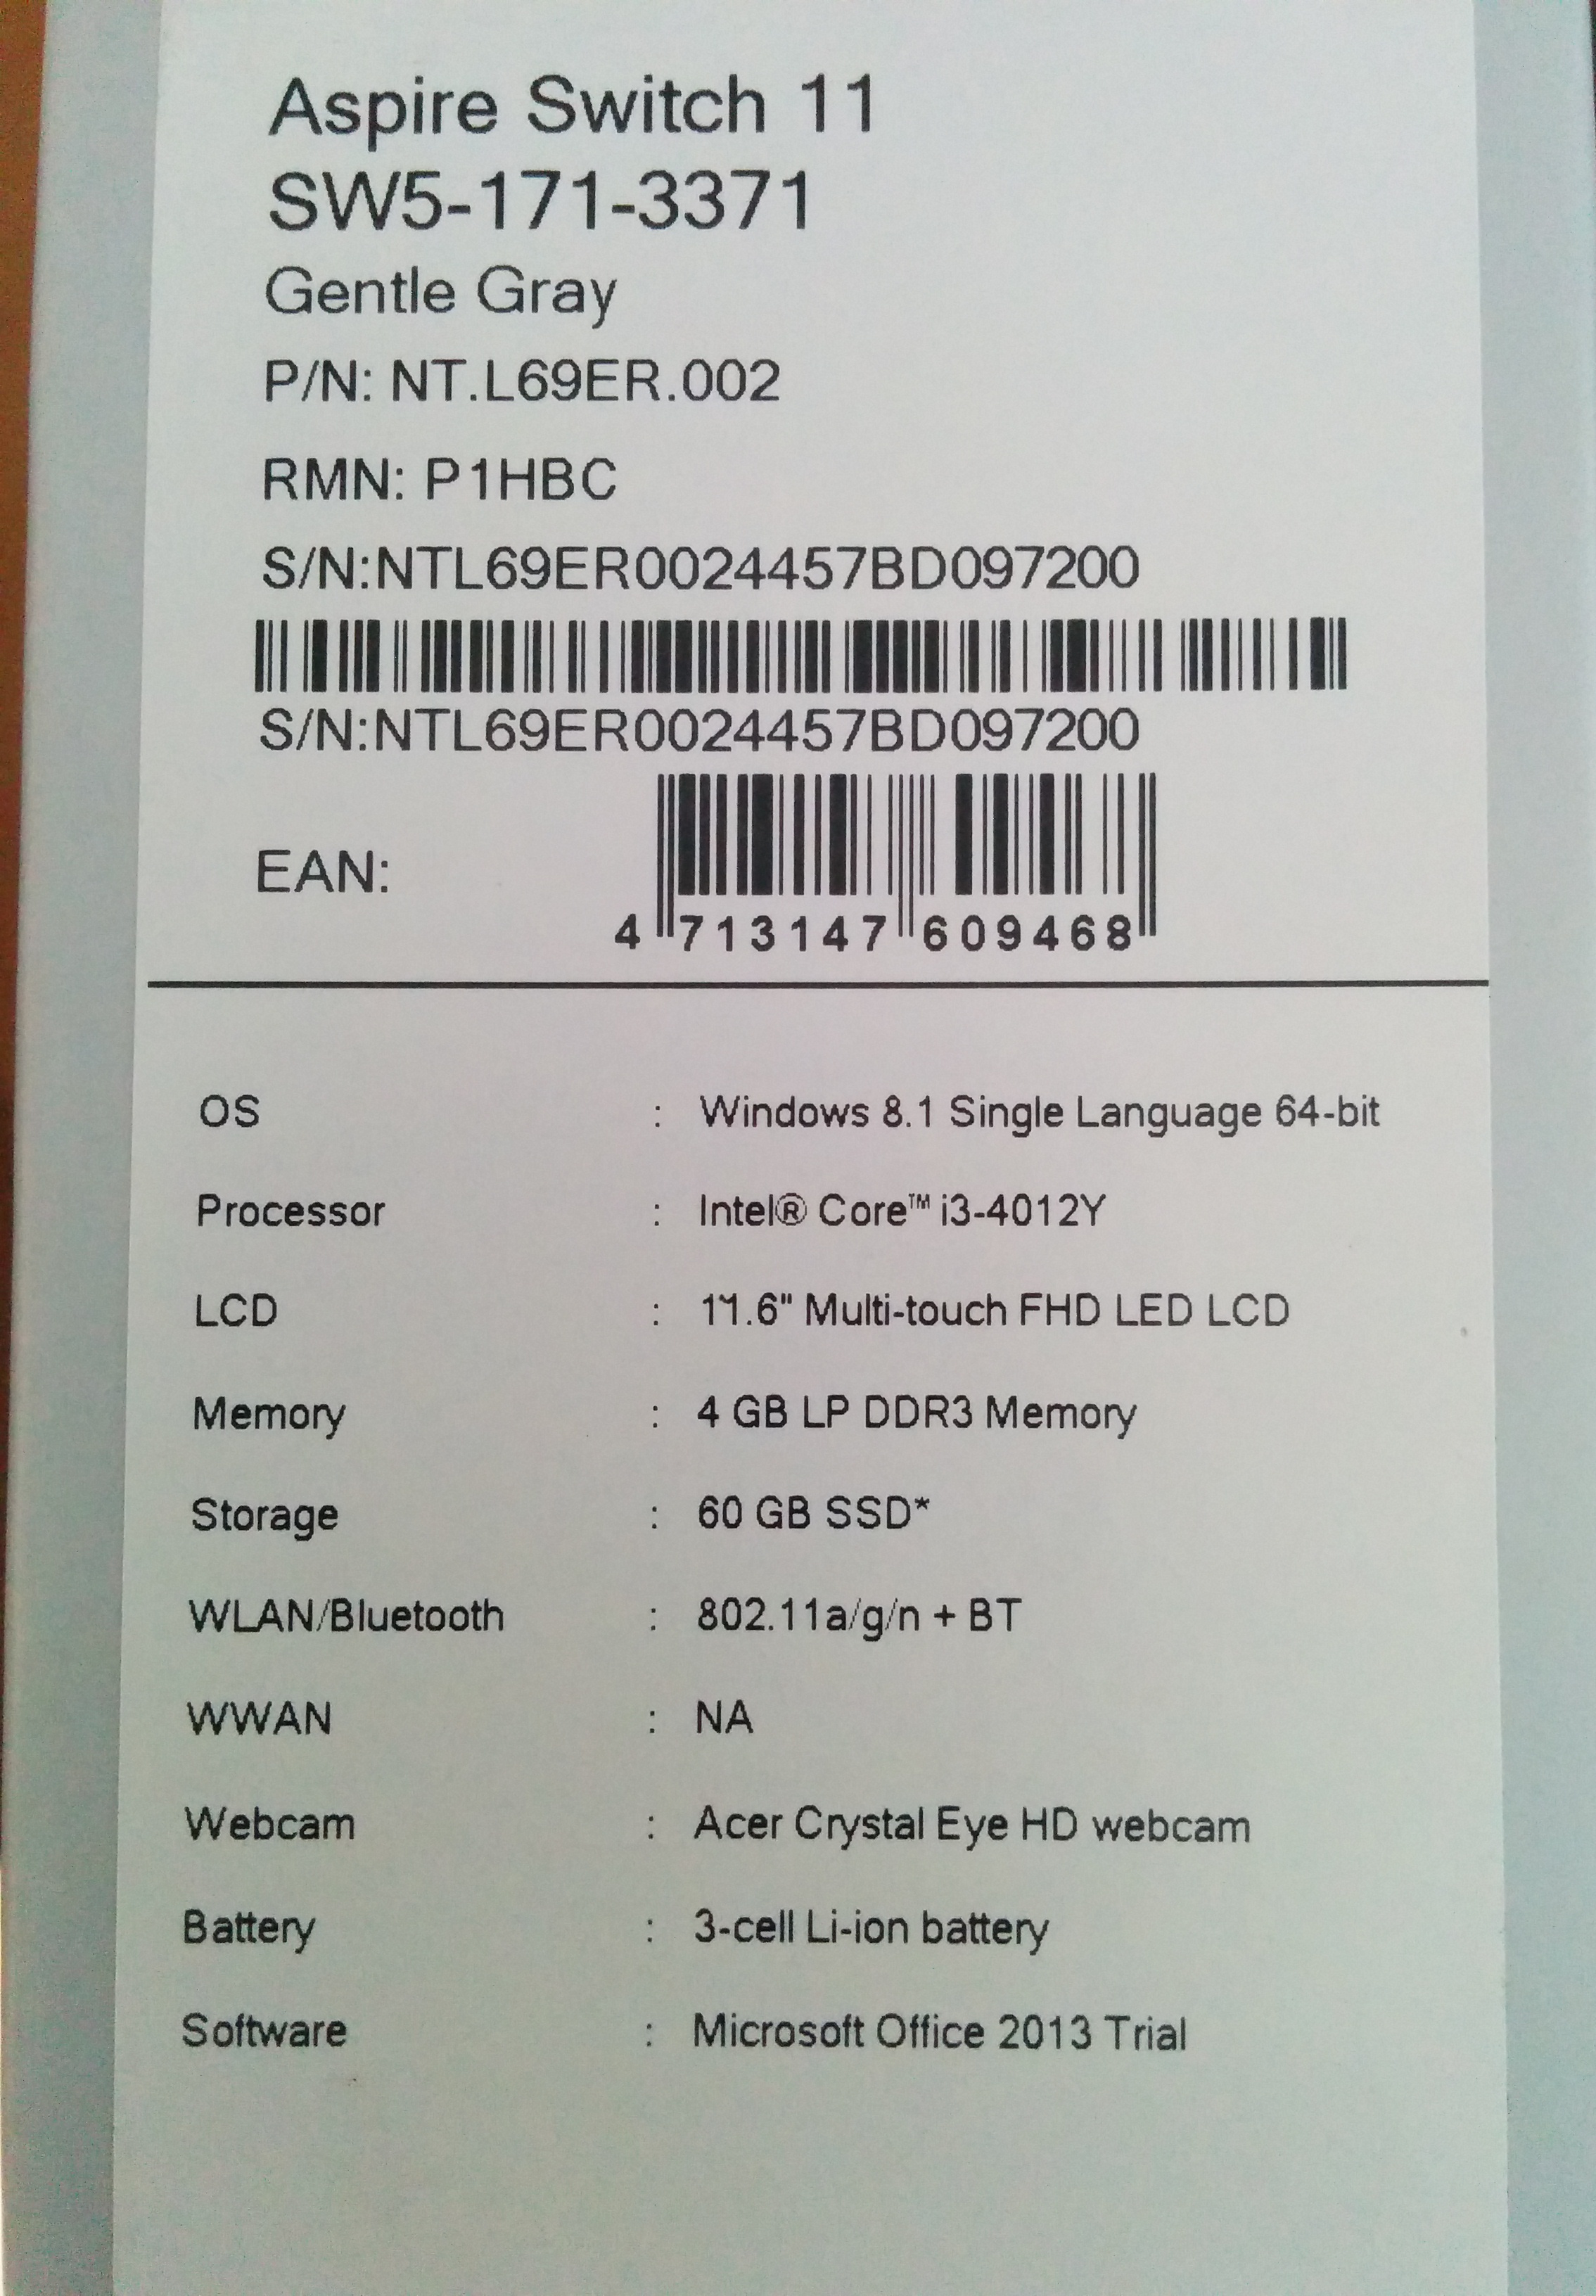 Aspire Switch 11
SW5-171-3371
Gentle Gray
P/N: NT.L69ER.002
RMN: P1HBC
S/N:NTL69ER0024457BD097200
S/N:NTL69ER0024457BD097200
EAN: 4 713147 609468
OS : Windows 8.1 Single Language 64-bit
Processor : Intel® Core™ i3-4012Y
LCD : 11.6" Multi-touch FHD LED LCD
Memory : 4 GB LP DDR3 Memory
Storage : 60 GB SSD*
WLAN/Bluetooth : 802.11a/g/n + BT
WWAN : NA
Webcam : Acer Crystal Eye HD webcam
Battery : 3-cell Li-ion battery
Software : Microsoft Office 2013 Trial